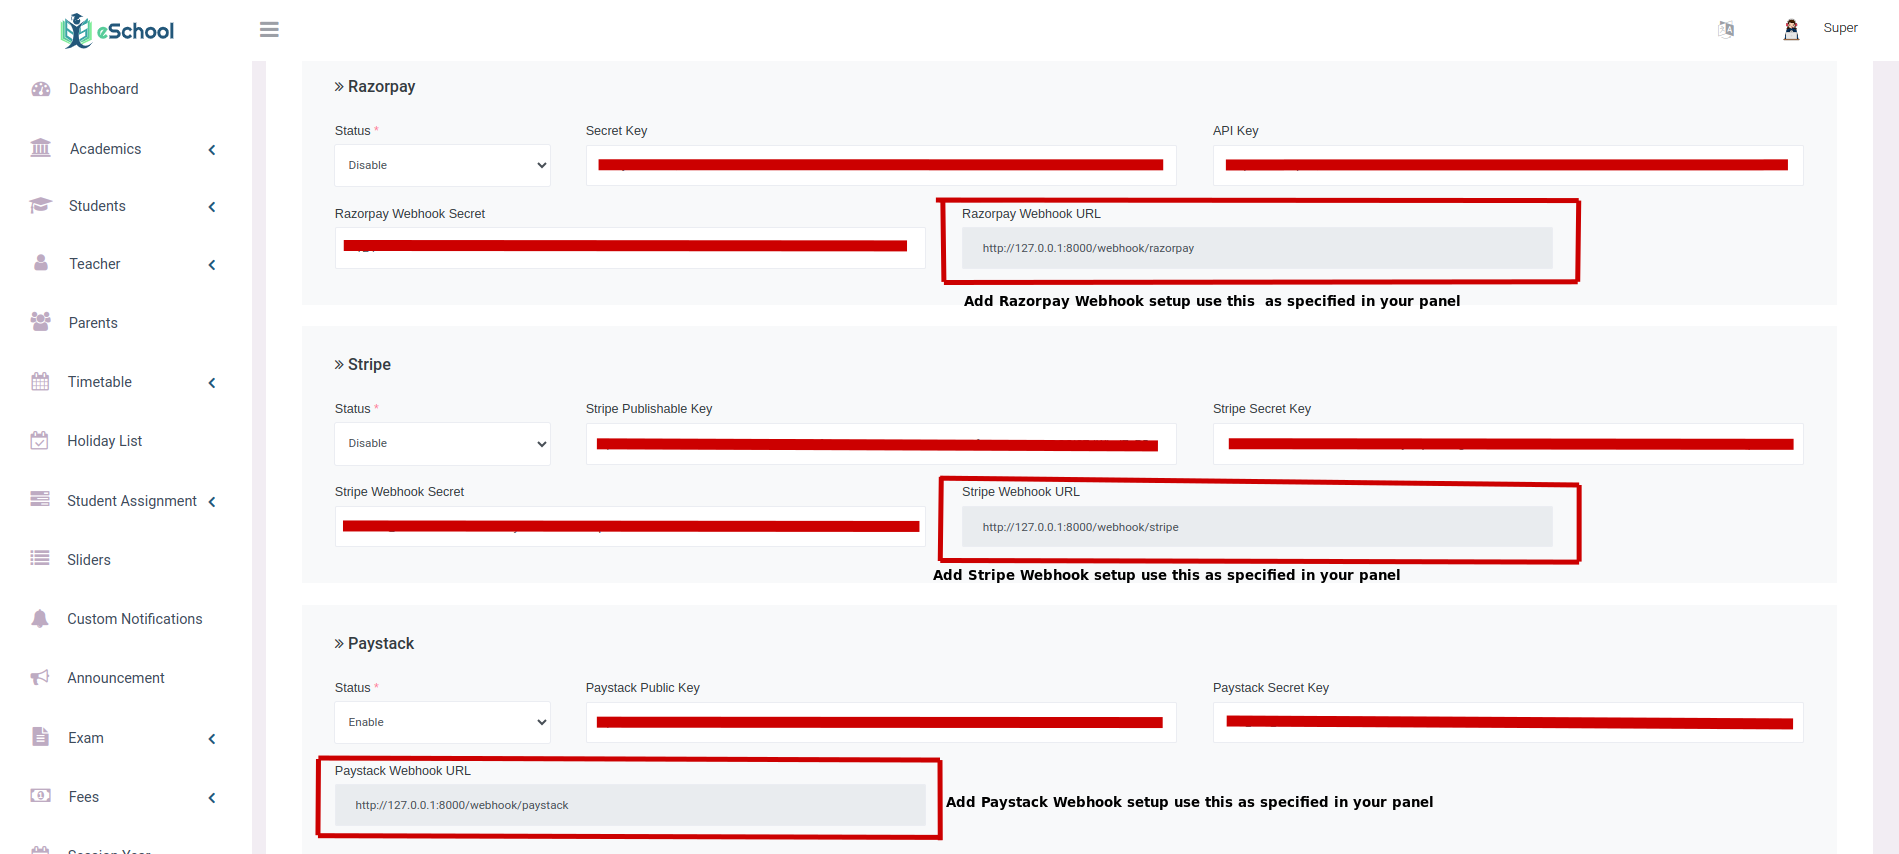 eSchool
Super
Dashboard
Academics
Students
Teacher
Parents
Timetable
Holiday List
Student Assignment
Sliders
Custom Notifications
Announcement
Exam
Fees
Session Year
» Razorpay
Status *
Secret Key
API Key
Disable
Razorpay Webhook Secret
Razorpay Webhook URL
http://127.0.0.1:8000/webhook/razorpay
Add Razorpay Webhook setup use this  as specified in your panel
» Stripe
Status *
Stripe Publishable Key
Stripe Secret Key
Disable
Stripe Webhook Secret
Stripe Webhook URL
http://127.0.0.1:8000/webhook/stripe
Add Stripe Webhook setup use this as specified in your panel
» Paystack
Status *
Paystack Public Key
Paystack Secret Key
Enable
Paystack Webhook URL
http://127.0.0.1:8000/webhook/paystack
Add Paystack Webhook setup use this as specified in your panel